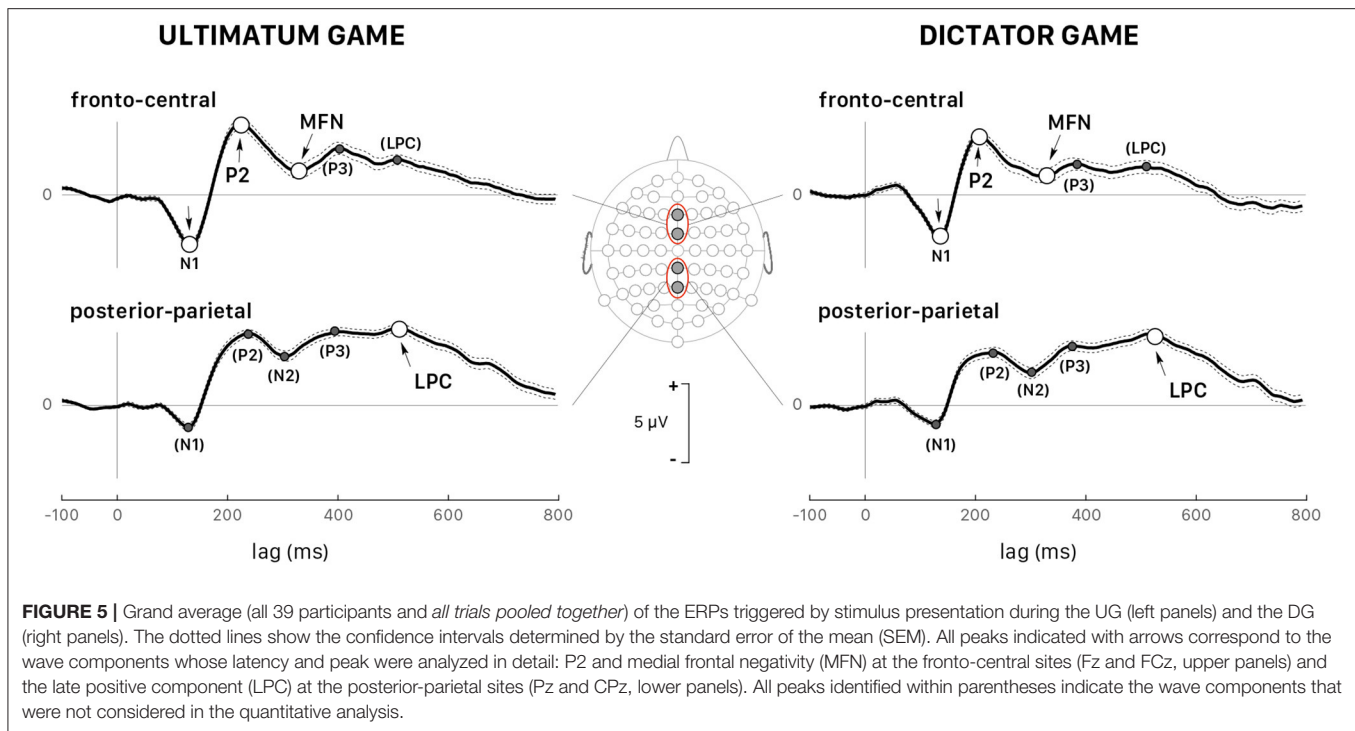 ULTIMATUM GAME
fronto-central
0
P2
N1
MFN
(P3)
(LPC)
posterior-parietal
0
(N1)
(P2)
(N2)
(P3)
LPC
-100 0 200 400 600 800
lag (ms)
+
5 µV
-
DICTATOR GAME
fronto-central
0
P2
N1
MFN
(P3)
(LPC)
posterior-parietal
0
(N1)
(P2)
(N2)
(P3)
LPC
-100 0 200 400 600 800
lag (ms)
FIGURE 5 | Grand average (all 39 participants and all trials pooled together) of the ERPs triggered by stimulus presentation during the UG (left panels) and the DG
(right panels). The dotted lines show the confidence intervals determined by the standard error of the mean (SEM). All peaks indicated with arrows correspond to the
wave components whose latency and peak were analyzed in detail: P2 and medial frontal negativity (MFN) at the fronto-central sites (Fz and FCz, upper panels) and
the late positive component (LPC) at the posterior-parietal sites (Pz and CPz, lower panels). All peaks identified within parentheses indicate the wave components that
were not considered in the quantitative analysis.